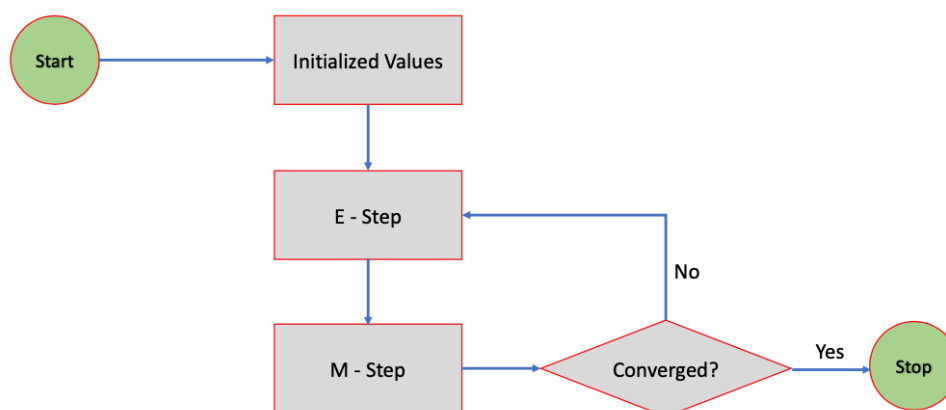 Start
Initialized Values
E - Step
No
M - Step
Converged?
Yes
Stop